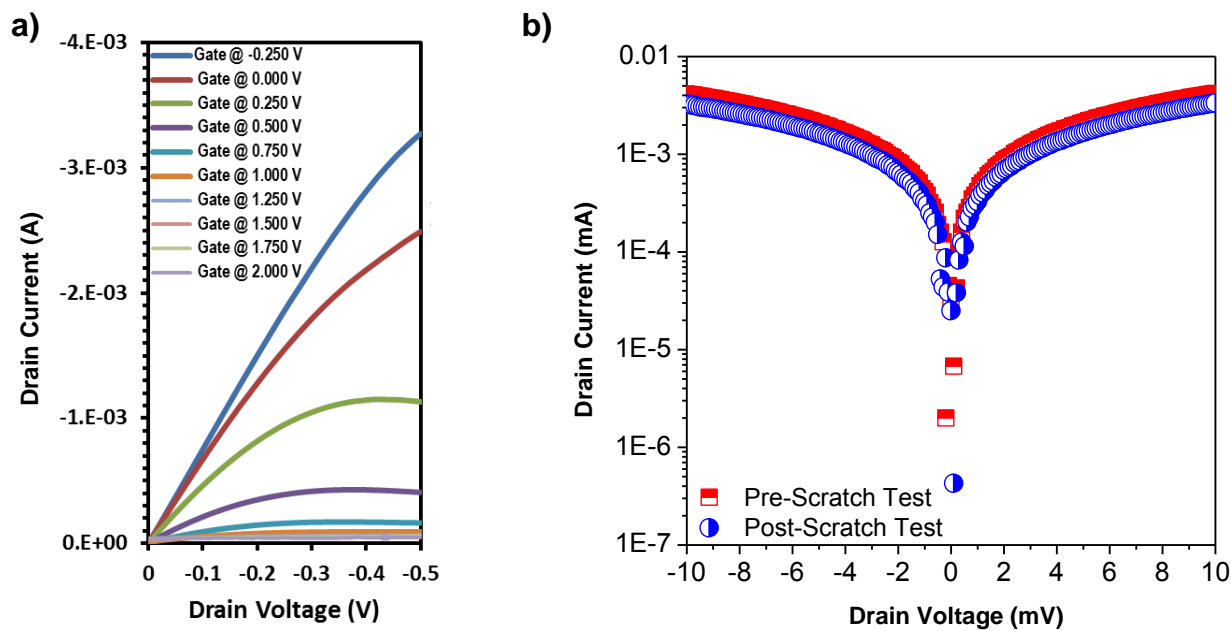 a)
-4.E-03
-3.E-03
-2.E-03
-1.E-03
0.E+00
Drain Current (A)
Gate @ -0.250 V
Gate @ 0.000 V
Gate @ 0.250 V
Gate @ 0.500 V
Gate @ 0.750 V
Gate @ 1.000 V
Gate @ 1.250 V
Gate @ 1.500 V
Gate @ 1.750 V
Gate @ 2.000 V
0 -0.1 -0.2 -0.3 -0.4 -0.5
Drain Voltage (V)
b)
0.01
1E-3
1E-4
1E-5
1E-6
1E-7
Drain Current (mA)
Pre-Scratch Test
Post-Scratch Test
-10 -8 -6 -4 -2 0 2 4 6 8 10
Drain Voltage (mV)